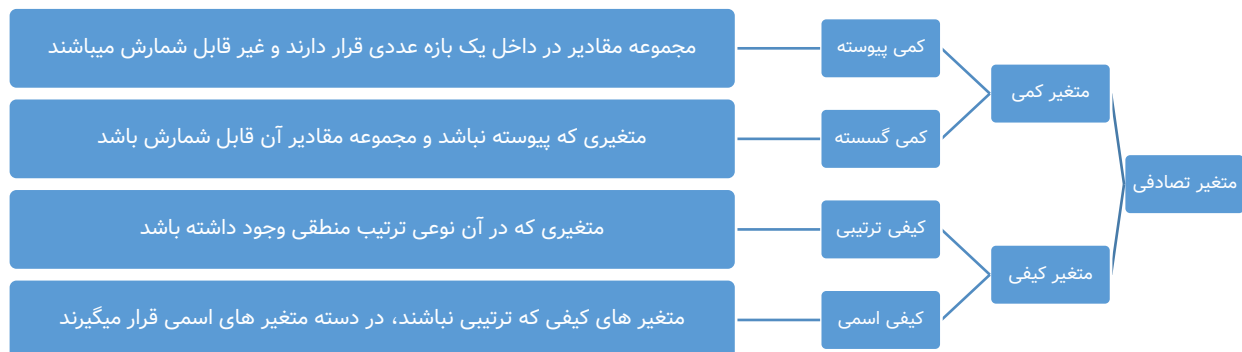 متغیر تصادفی
متغیر کمی
کمی پیوسته
مجموعه مقادیر در داخل یک بازه عددی قرار دارند و غیر قابل شمارش میباشند
کمی گسسته
متغیری که پیوسته نباشد و مجموعه مقادیر آن قابل شمارش باشد
متغیر کیفی
کیفی ترتیبی
متغیری که در آن نوعی ترتیب منطقی وجود داشته باشد
کیفی اسمی
متغیر های کیفی که ترتیبی نباشند، در دسته متغیر های اسمی قرار میگیرند